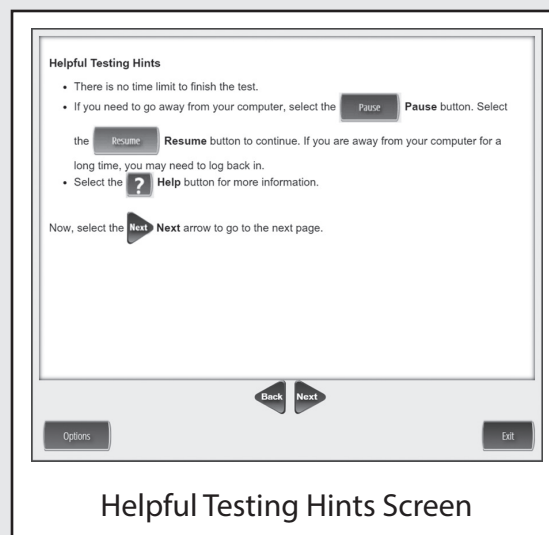 Helpful Testing Hints
• There is no time limit to finish the test.
• If you need to go away from your computer, select the Pause Pause button. Select
the Resume Resume button to continue. If you are away from your computer for a
long time, you may need to log back in.
• Select the ? Help button for more information.
Now, select the Next Next arrow to go to the next page.
Back Next
Options Exit
Helpful Testing Hints Screen